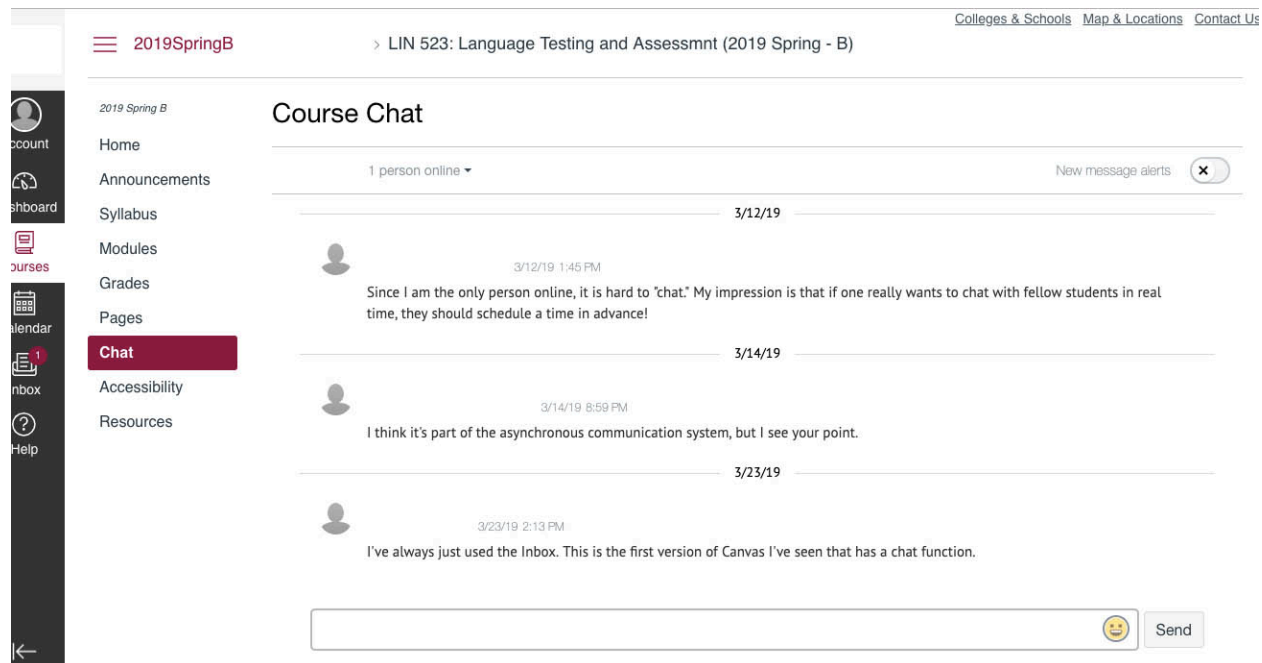 Colleges & Schools Map & Locations Contact Us
2019SpringB > LIN 523: Language Testing and Assessmnt (2019 Spring - B)
ccount
shboard
ourses
alendar
1
nbox
Help
2019 Spring B
Home
Announcements
Syllabus
Modules
Grades
Pages
Chat
Accessibility
Resources
Course Chat
1 person online
New message alerts
3/12/19
3/12/19 1:45 PM
Since I am the only person online, it is hard to "chat." My impression is that if one really wants to chat with fellow students in real
time, they should schedule a time in advance!
3/14/19
3/14/19 8:59 PM
I think it's part of the asynchronous communication system, but I see your point.
3/23/19
3/23/19 2:13 PM
I've always just used the Inbox. This is the first version of Canvas I've seen that has a chat function.
Send